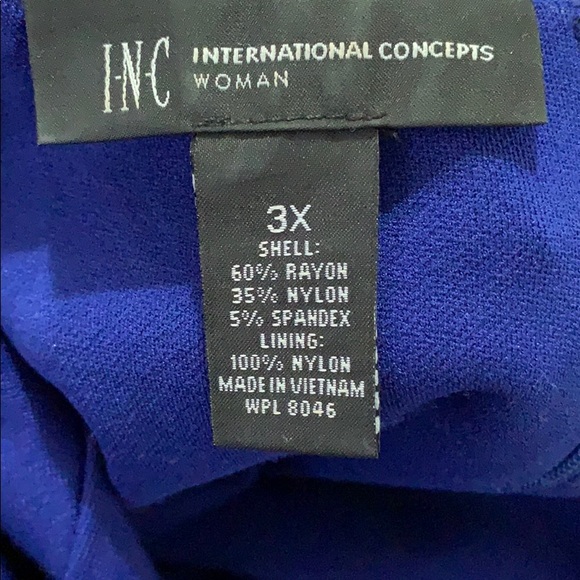 I·N·C INTERNATIONAL CONCEPTS
WOMAN
3X
SHELL:
60% RAYON
35% NYLON
5% SPANDEX
LINING:
100% NYLON
MADE IN VIETNAM
WPL 8046